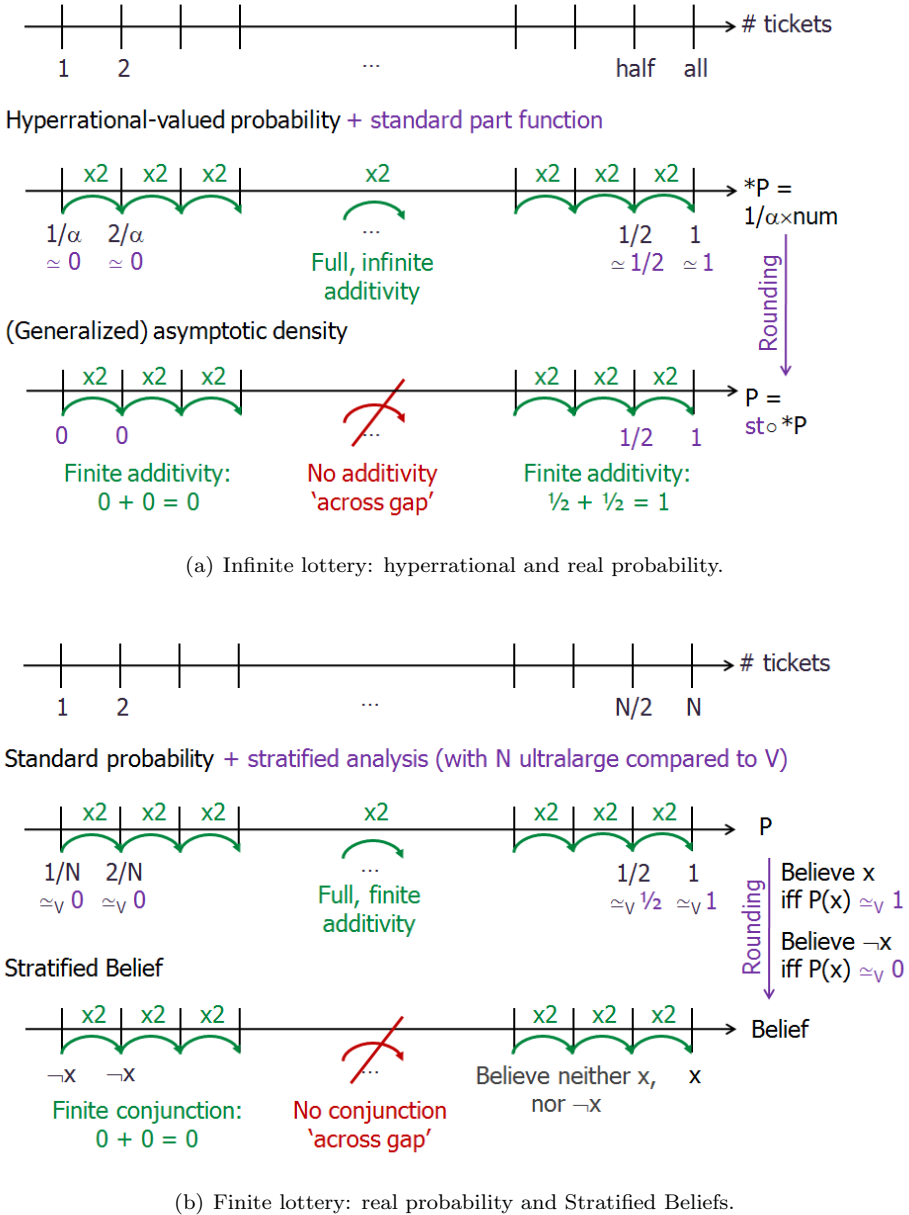 # tickets
1 2 ... half all
Hyperrational-valued probability + standard part function
x2 x2 x2 x2 x2 x2 x2
*P =
1/α×num
1/α 2/α ... 1/2 1
≃ 0 ≃ 0 ≃ 1/2 ≃ 1
Full, infinite
additivity
Rounding
(Generalized) asymptotic density
x2 x2 x2 x2 x2 x2
P =
st○ *P
0 0 ... 1/2 1
Finite additivity:
0 + 0 = 0
No additivity
‘across gap’
Finite additivity:
½ + ½ = 1
(a) Infinite lottery: hyperrational and real probability.
# tickets
1 2 ... N/2 N
Standard probability + stratified analysis (with N ultralarge compared to V)
x2 x2 x2 x2 x2 x2 x2
P
1/N 2/N ... 1/2 1
≃V 0 ≃V 0 ≃V ½ ≃V 1
Full, finite
additivity
Rounding
Believe x
iff P(x) ≃V 1
Believe ¬x
iff P(x) ≃V 0
Stratified Belief
x2 x2 x2 x2 x2 x2
Belief
¬x ¬x ... Believe neither x, x
nor ¬x
Finite conjunction:
0 + 0 = 0
No conjunction
‘across gap’
(b) Finite lottery: real probability and Stratified Beliefs.